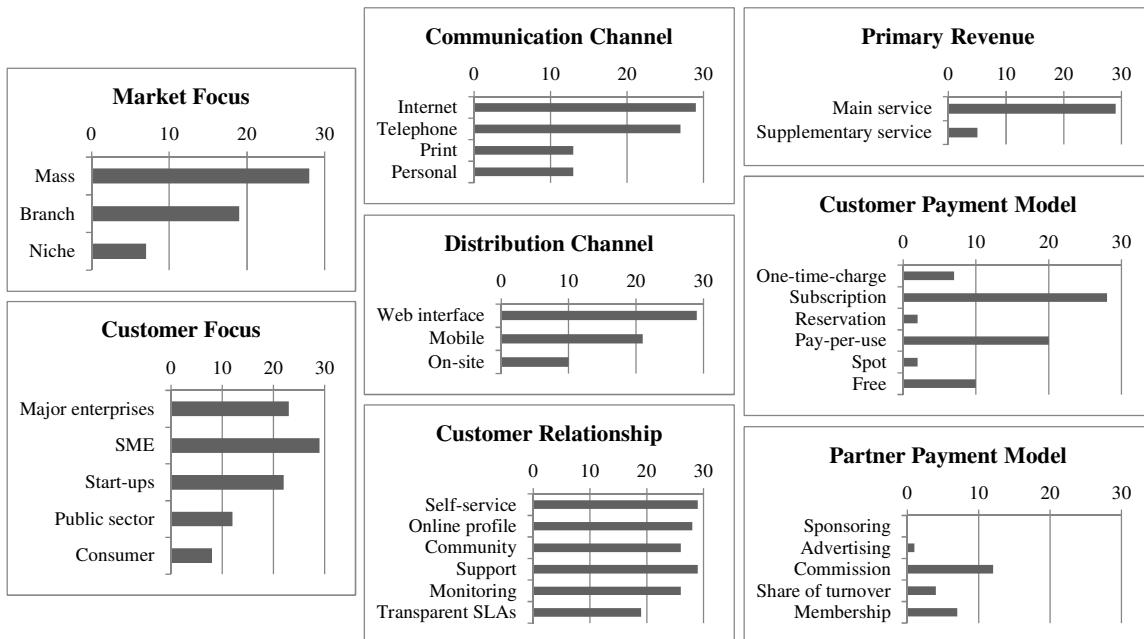 Market Focus
0 10 20 30
Mass
Branch
Niche
Customer Focus
0 10 20 30
Major enterprises
SME
Start-ups
Public sector
Consumer
Communication Channel
0 10 20 30
Internet
Telephone
Print
Personal
Distribution Channel
0 10 20 30
Web interface
Mobile
On-site
Customer Relationship
0 10 20 30
Self-service
Online profile
Community
Support
Monitoring
Transparent SLAs
Primary Revenue
0 10 20 30
Main service
Supplementary service
Customer Payment Model
0 10 20 30
One-time-charge
Subscription
Reservation
Pay-per-use
Spot
Free
Partner Payment Model
0 10 20 30
Sponsoring
Advertising
Commission
Share of turnover
Membership